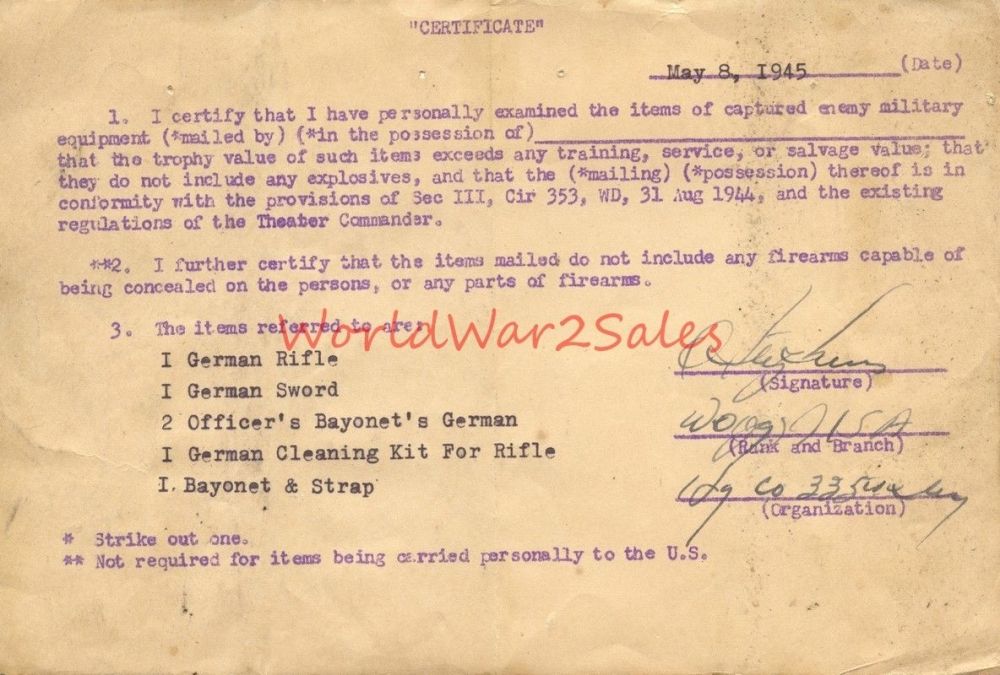 "CERTIFICATE"
May 8, I945 (Date)
1. I certify that I have personally examined the items of captured enemy military
equipment (*mailed by) (*in the possession of)
that the trophy value of such items exceeds any training, service, or salvage value; that
they do not include any explosives, and that the (*mailing) (*possession) thereof is in
conformity with the provisions of Sec III, Cir 353, WD, 31 Aug 1944, and the existing
regulations of the Theater Commander.
**2. I further certify that the items mailed do not include any firearms capable of
being concealed on the persons, or any parts of firearms.
3. The items referred to are:
WorldWar2Sales
I German Rifle
I German Sword
(Signature)
2 Officer's Bayonet's German
USA
(Rank and Branch)
I German Cleaning Kit For Rifle
I. Bayonet & Strap
Hq Co 335
(Organization)
* Strike out one.
** Not required for items being carried personally to the U.S.